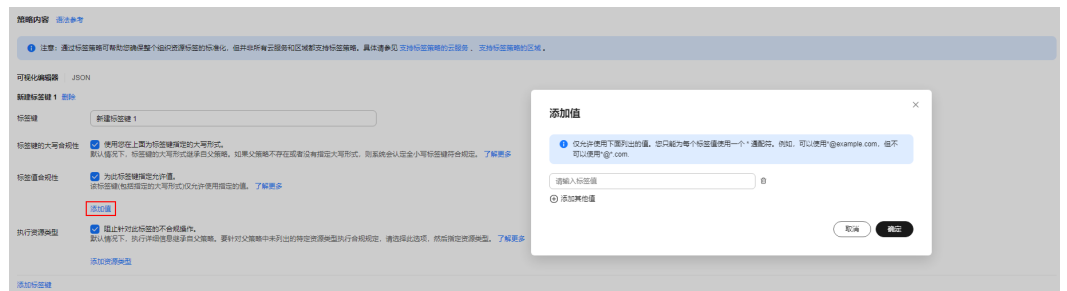 策略内容 语法参考
注意：通过标签策略可帮助您确保整个组织资源标签的标准化，但并非所有云服务和区域都支持标签策略。具体请参见 支持标签策略的云服务 、 支持标签策略的区域 。
可视化编辑器 JSON
新建标签键 1 删除
标签键 新建标签键 1
标签键的大写合规性 使用您在上面为标签键指定的大写形式。
默认情况下，标签键的大写形式继承自父策略。如果父策略不存在或者没有指定大写形式，则系统会认定全小写标签键符合规定。 了解更多
标签值合规性 为此标签键指定允许值。
该标签键(包括指定的大写形式)仅允许使用指定的值。 了解更多
添加值
执行资源类型 阻止针对此标签的不合规操作。
默认情况下，执行详细信息继承自父策略。要针对父策略中未列出的特定资源类型执行合规规定，请选择此选项，然后指定资源类型。 了解更多
添加资源类型
添加标签键
添加值
仅允许使用下面列出的值。您只能为每个标签值使用一个 * 通配符。例如，可以使用*@example.com，但不
可以使用*@*.com.
请输入标签值
添加其他值
取消 确定